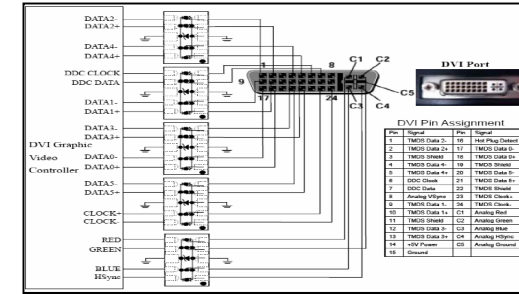 DATA2-
DATA2+
DATA4-
DATA4+
DDC CLOCK
DDC DATA
DATA1-
DATA1+
DATA3-
DATA3+
DVI Graphic
Video
Controller
DATA0-
DATA0+
DATA5-
DATA5+
CLOCK+
CLOCK-
RED
GREEN
BLUE
HSync
1
8
9
17
24
C1
C2
C3
C4
C5
DVI Port
DVI Pin Assignment
Pin Signal Pin Signal
1 TMDS Data 2- 16 Hot Plug Detect
2 TMDS Data 2+ 17 TMDS Data 0-
3 TMDS Shield 18 TMDS Data 0+
4 TMDS Data 4- 19 TMDS Shield
5 TMDS Data 4+ 20 TMDS Data 5-
6 DDC Clock 21 TMDS Data 5+
7 DDC Data 22 TMDS Shield
8 Analog VSync 23 TMDS Clock+
9 TMDS Data 1- 24 TMDS Clock-
10 TMDS Data 1+ C1 Analog Red
11 TMDS Shield C2 Analog Green
12 TMDS Data 3- C3 Analog Blue
13 TMDS Data 3+ C4 Analog HSync
14 +5V Power C5 Analog Ground
15 Ground